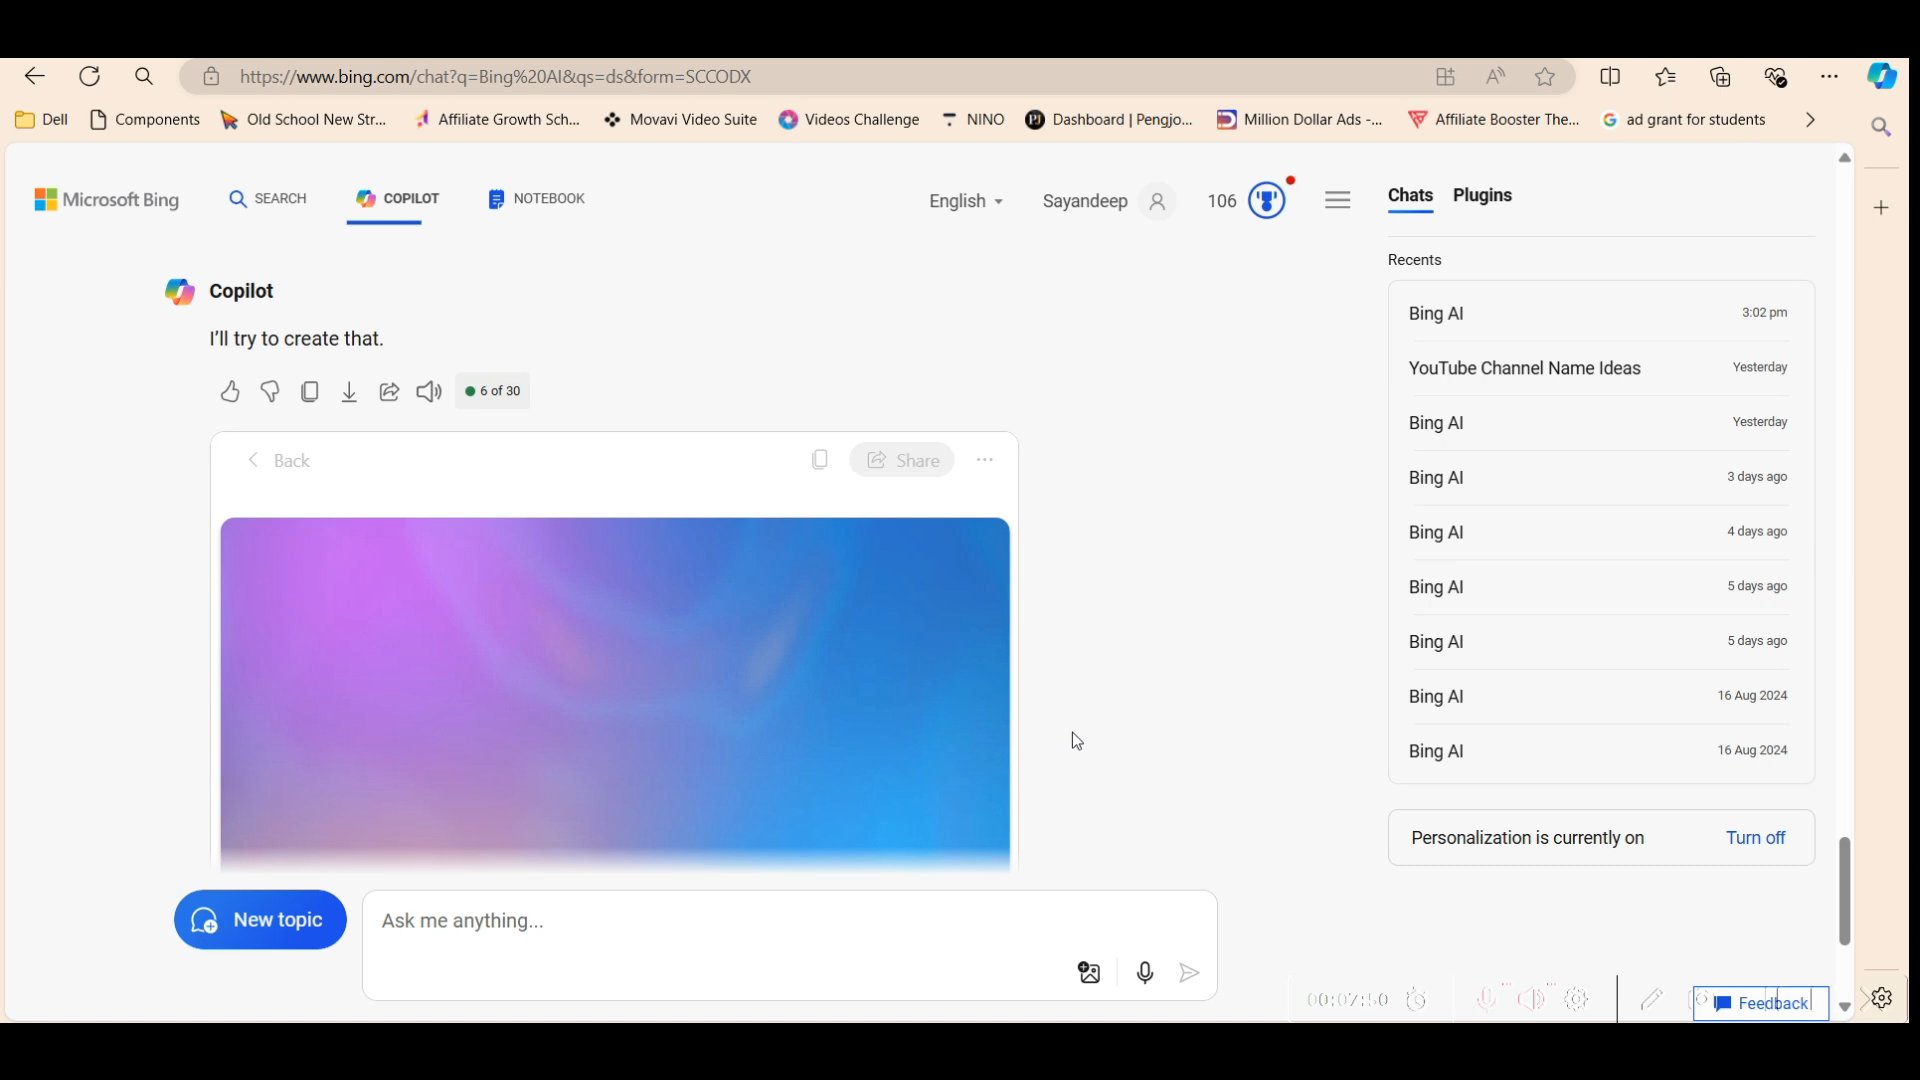 https://www.bing.com/chat?q=Bing%20AI&qs=ds&form=SCCODX
Dell
Components
Old School New Str...
Affiliate Growth Sch...
Movavi Video Suite
Videos Challenge
NINO
Dashboard | Pengjo...
Million Dollar Ads -...
Affiliate Booster The...
ad grant for students
Microsoft Bing
SEARCH
COPILOT
NOTEBOOK
English
Sayandeep
106
Chats
Plugins
Copilot
I'll try to create that.
6 of 30
Back
Share
New topic
Ask me anything...
Recents
Bing AI 3:02 pm
YouTube Channel Name Ideas Yesterday
Bing AI Yesterday
Bing AI 3 days ago
Bing AI 4 days ago
Bing AI 5 days ago
Bing AI 5 days ago
Bing AI 16 Aug 2024
Bing AI 16 Aug 2024
Personalization is currently on Turn off
00:07:50
Feedback